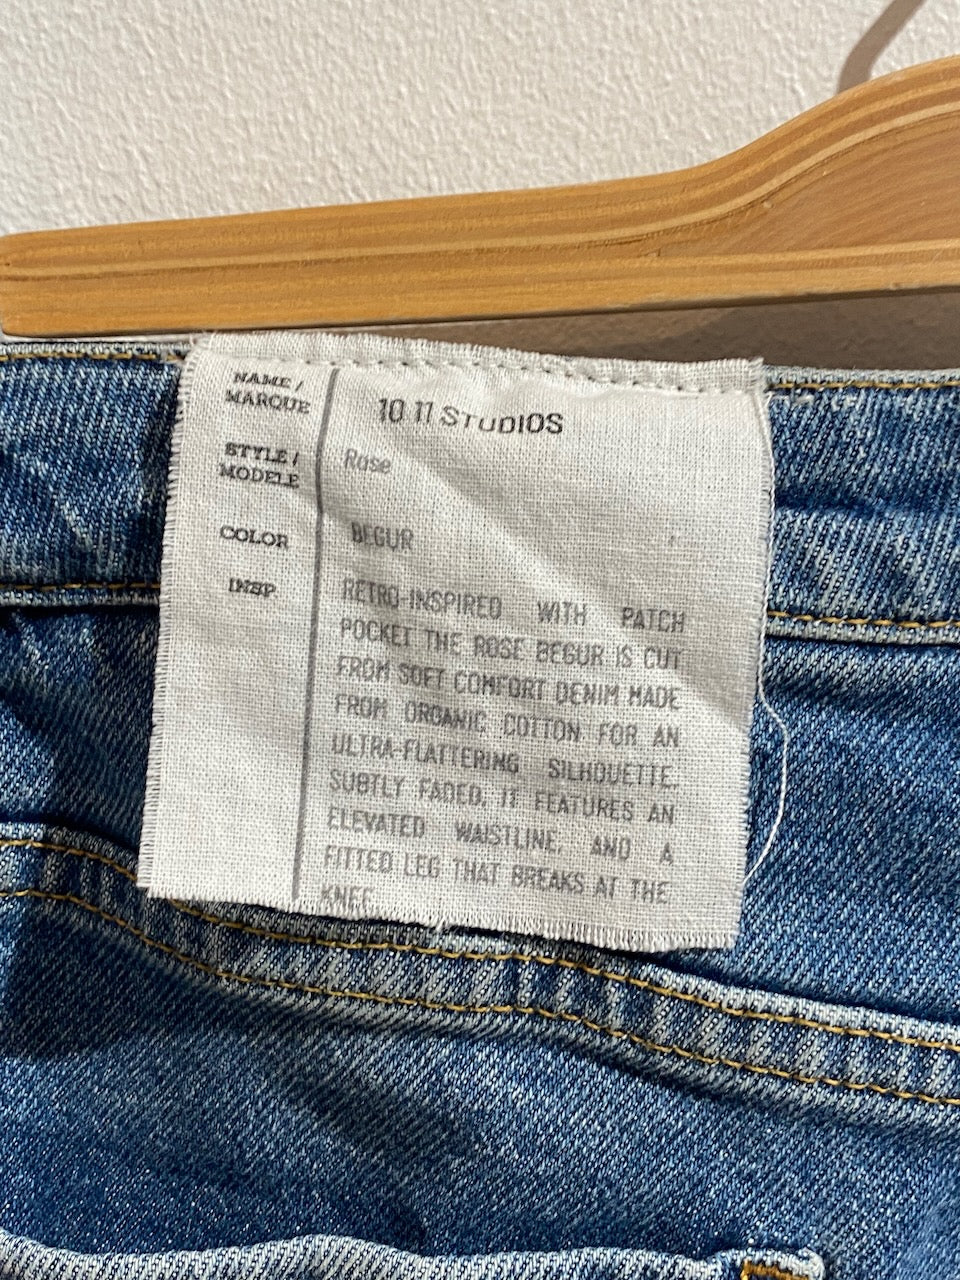 NAME /
MARQUE
10 11 STUDIOS
STYLE /
MODELE
Rose
COLOR
BEGUR
INSP
RETRO-INSPIRED WITH PATCH
POCKET THE ROSE BEGUR IS CUT
FROM SOFT COMFORT DENIM MADE
FROM ORGANIC COTTON FOR AN
ULTRA-FLATTERING SILHOUETTE.
SUBTLY FADED, IT FEATURES AN
ELEVATED WAISTLINE, AND A
FITTED LEG THAT BREAKS AT THE
KNEE.